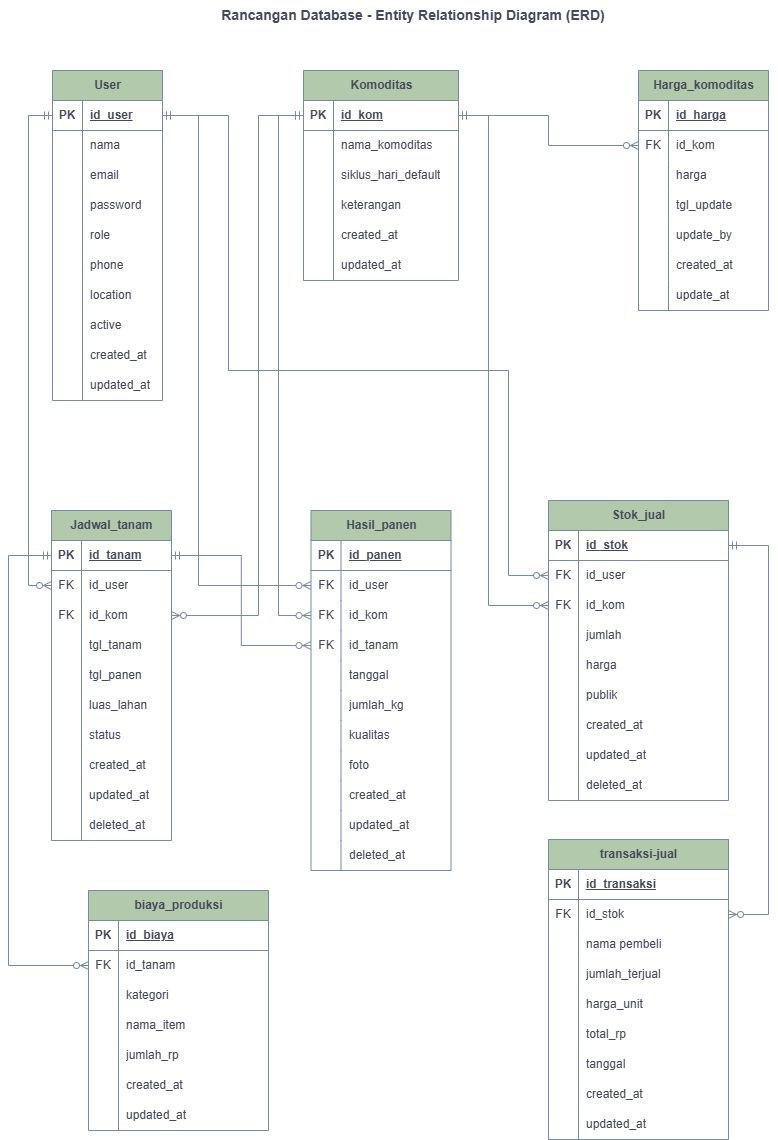 Rancangan Database - Entity Relationship Diagram (ERD)
User
PK id_user
nama
email
password
role
phone
location
active
created_at
updated_at
Komoditas
PK id_kom
nama_komoditas
siklus_hari_default
keterangan
created_at
updated_at
Harga_komoditas
PK id_harga
FK id_kom
harga
tgl_update
update_by
created_at
update_at
Jadwal_tanam
PK id_tanam
FK id_user
FK id_kom
tgl_tanam
tgl_panen
luas_lahan
status
created_at
updated_at
deleted_at
Hasil_panen
PK id_panen
FK id_user
FK id_kom
FK id_tanam
tanggal
jumlah_kg
kualitas
foto
created_at
updated_at
deleted_at
Stok_jual
PK id_stok
FK id_user
FK id_kom
jumlah
harga
publik
created_at
updated_at
deleted_at
biaya_produksi
PK id_biaya
FK id_tanam
kategori
nama_item
jumlah_rp
created_at
updated_at
transaksi-jual
PK id_transaksi
FK id_stok
nama pembeli
jumlah_terjual
harga_unit
total_rp
tanggal
created_at
updated_at